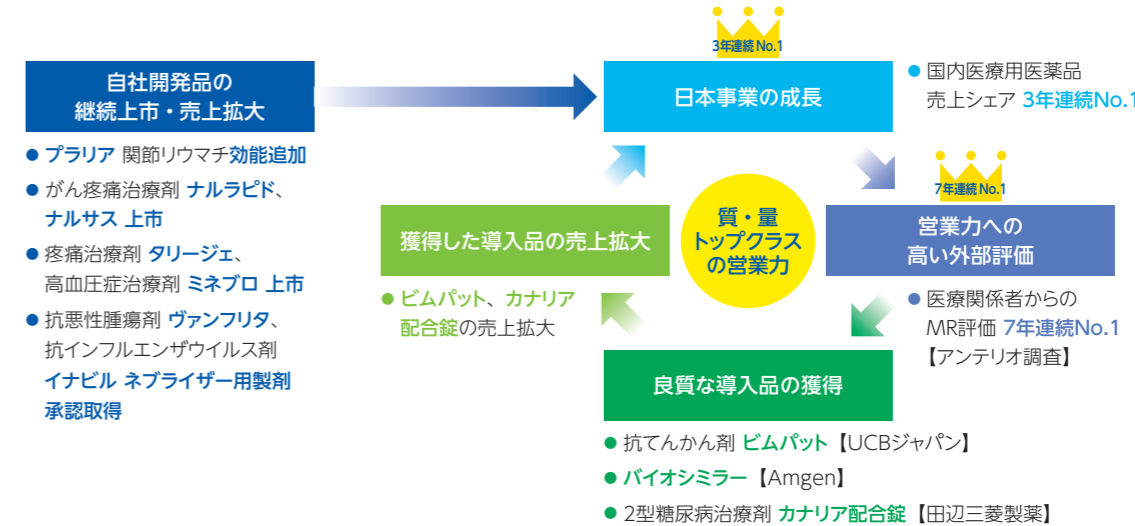 自社開発品の
継続上市・売上拡大
● プラリア 関節リウマチ効能追加
● がん疼痛治療剤 ナルラピド、
ナルサス 上市
● 疼痛治療剤 タリージェ、
高血圧症治療剤 ミネブロ 上市
● 抗悪性腫瘍剤 ヴァンフリタ、
抗インフルエンザウイルス剤
イナビル ネブライザー用製剤
承認取得
3年連続 No.1
日本事業の成長
● 国内医療用医薬品
売上シェア 3年連続No.1
7年連続 No.1
営業力への
高い外部評価
● 医療関係者からの
MR評価 7年連続No.1
【アンテリオ調査】
質・量
トップクラス
の営業力
獲得した導入品の売上拡大
● ビムパット、カナリア
配合錠の売上拡大
良質な導入品の獲得
● 抗てんかん剤 ビムパット【UCBジャパン】
● バイオシミラー【Amgen】
● 2型糖尿病治療剤 カナリア配合錠【田辺三菱製薬】